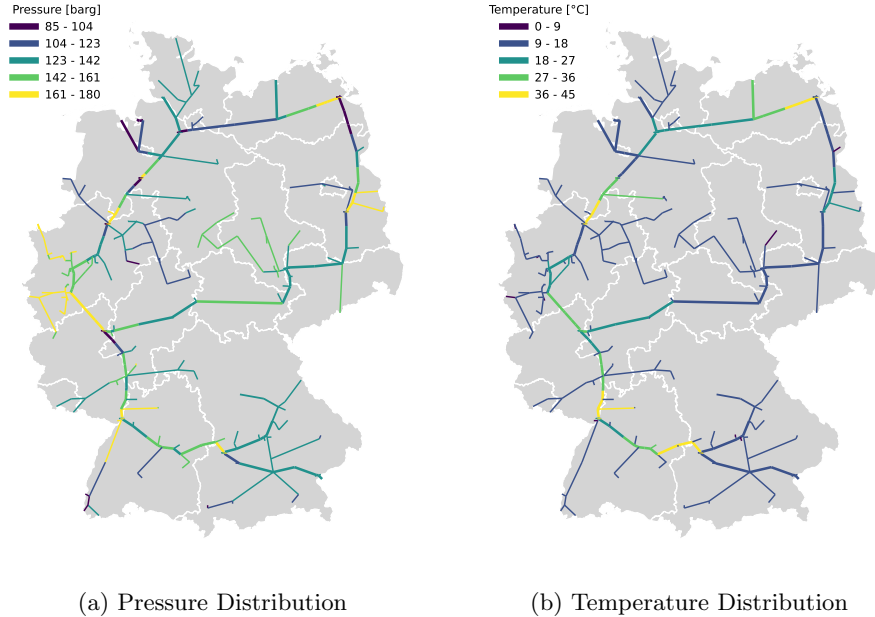 Pressure [barg]
85 - 104
104 - 123
123 - 142
142 - 161
161 - 180
Temperature [°C]
0 - 9
9 - 18
18 - 27
27 - 36
36 - 45
(a) Pressure Distribution
(b) Temperature Distribution